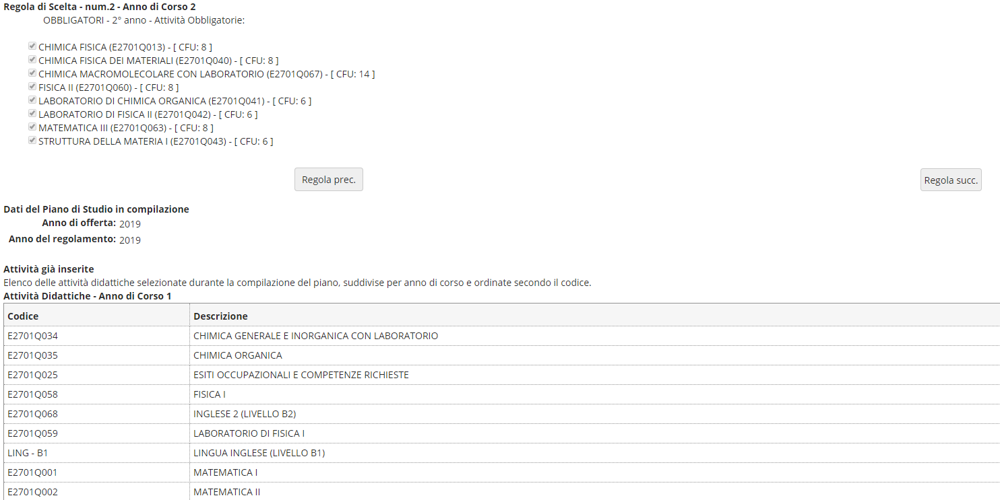 Regola di Scelta - num.2 - Anno di Corso 2
OBBLIGATORI - 2° anno - Attività Obbligatorie:
CHIMICA FISICA (E2701Q013) - [ CFU: 8 ]
CHIMICA FISICA DEI MATERIALI (E2701Q040) - [ CFU: 8 ]
CHIMICA MACROMOLECOLARE CON LABORATORIO (E2701Q067) - [ CFU: 14 ]
FISICA II (E2701Q060) - [ CFU: 8 ]
LABORATORIO DI CHIMICA ORGANICA (E2701Q041) - [ CFU: 6 ]
LABORATORIO DI FISICA II (E2701Q042) - [ CFU: 6 ]
MATEMATICA III (E2701Q063) - [ CFU: 8 ]
STRUTTURA DELLA MATERIA I (E2701Q043) - [ CFU: 6 ]
Regola prec. Regola succ.
Dati del Piano di Studio in compilazione
Anno di offerta: 2019
Anno del regolamento: 2019
Attività già inserite
Elenco delle attività didattiche selezionate durante la compilazione del piano, suddivise per anno di corso e ordinate secondo il codice.
Attività Didattiche - Anno di Corso 1
Codice Descrizione
E2701Q034 CHIMICA GENERALE E INORGANICA CON LABORATORIO
E2701Q035 CHIMICA ORGANICA
E2701Q025 ESITI OCCUPAZIONALI E COMPETENZE RICHIESTE
E2701Q058 FISICA I
E2701Q068 INGLESE 2 (LIVELLO B2)
E2701Q059 LABORATORIO DI FISICA I
LING - B1 LINGUA INGLESE (LIVELLO B1)
E2701Q001 MATEMATICA I
E2701Q002 MATEMATICA II